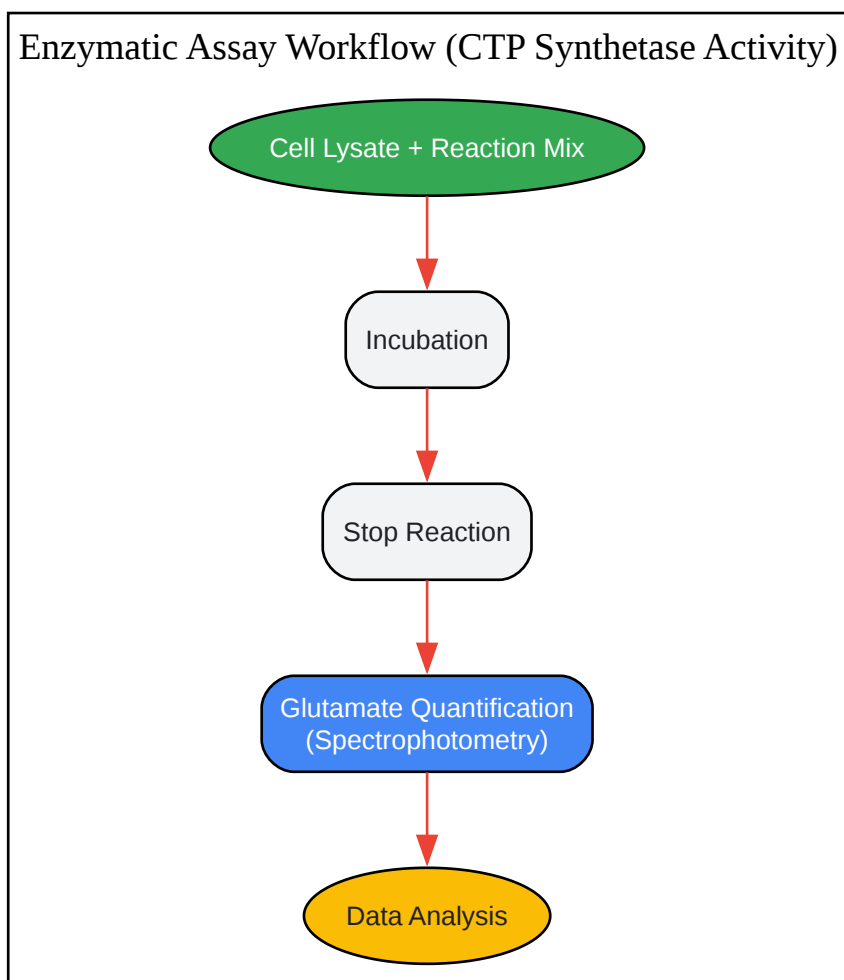 Enzymatic Assay Workflow (CTP Synthetase Activity)
Cell Lysate + Reaction Mix
Incubation
Stop Reaction
Glutamate Quantification
(Spectrophotometry)
Data Analysis